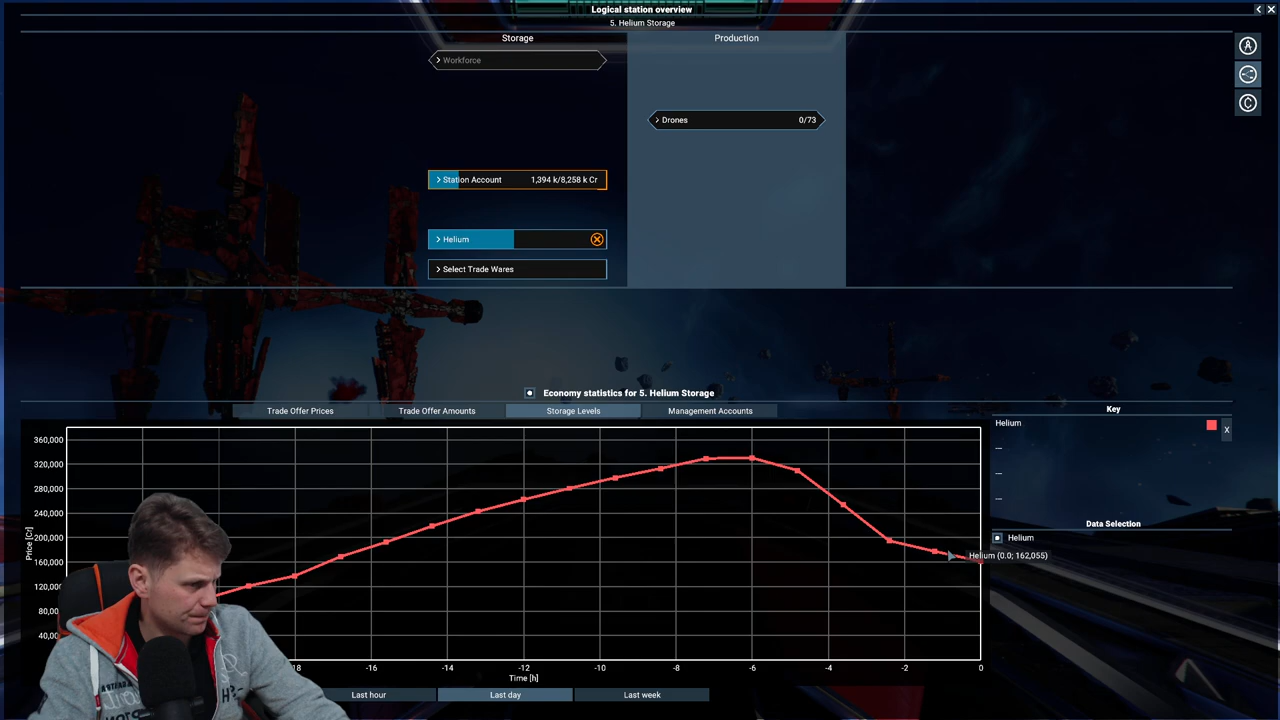 Logical station overview
5. Helium Storage
Storage
Production
Workforce
Drones 0/73
Station Account 1,394 k/8,258 k Cr
Helium
Select Trade Wares
Economy statistics for 5. Helium Storage
Trade Offer Prices Trade Offer Amounts Storage Levels Management Accounts
Key
Helium
X
Data Selection
Helium
360,000
320,000
280,000
240,000
200,000
160,000
120,000
80,00
40,00
Price [Cr]
Helium (0.0; 162,055)
18 -16 -14 -12 -10 -8 -6 -4 -2 0
Time [h]
Last hour Last day Last week